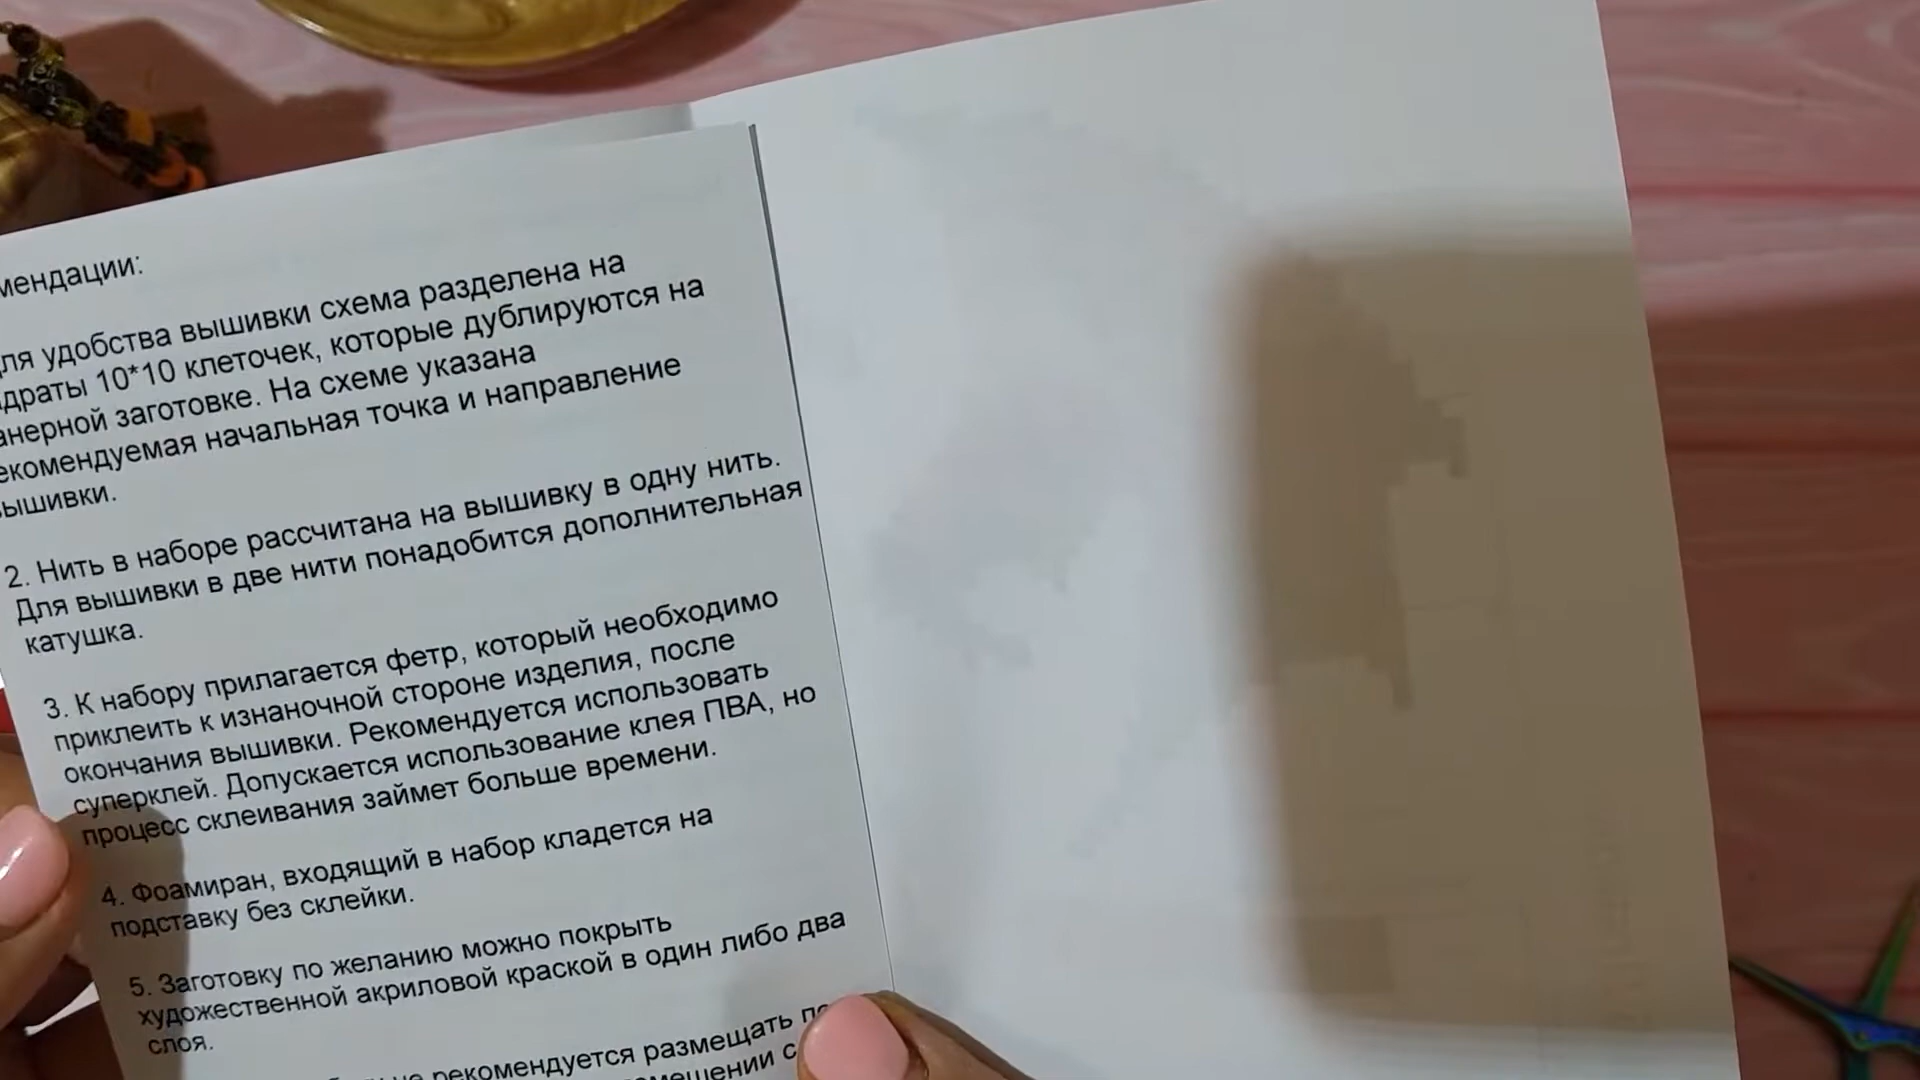 мендации:
ля удобства вышивки схема разделена на
драты 10*10 клеточек, которые дублируются на
анерной заготовке. На схеме указана
екомендуемая начальная точка и направление
ышивки.
2. Нить в наборе рассчитана на вышивку в одну нить.
Для вышивки в две нити понадобится дополнительная
катушка.
3. К набору прилагается фетр, который необходимо
приклеить к изнаночной стороне изделия, после
окончания вышивки. Рекомендуется использовать
суперклей. Допускается использование клея ПВА, но
процесс склеивания займет больше времени.
4. Фоамиран, входящий в набор кладется на
подставку без склейки.
5. Заготовку по желанию можно покрыть
художественной акриловой краской в один либо два
слоя.
не рекомендуется размещать